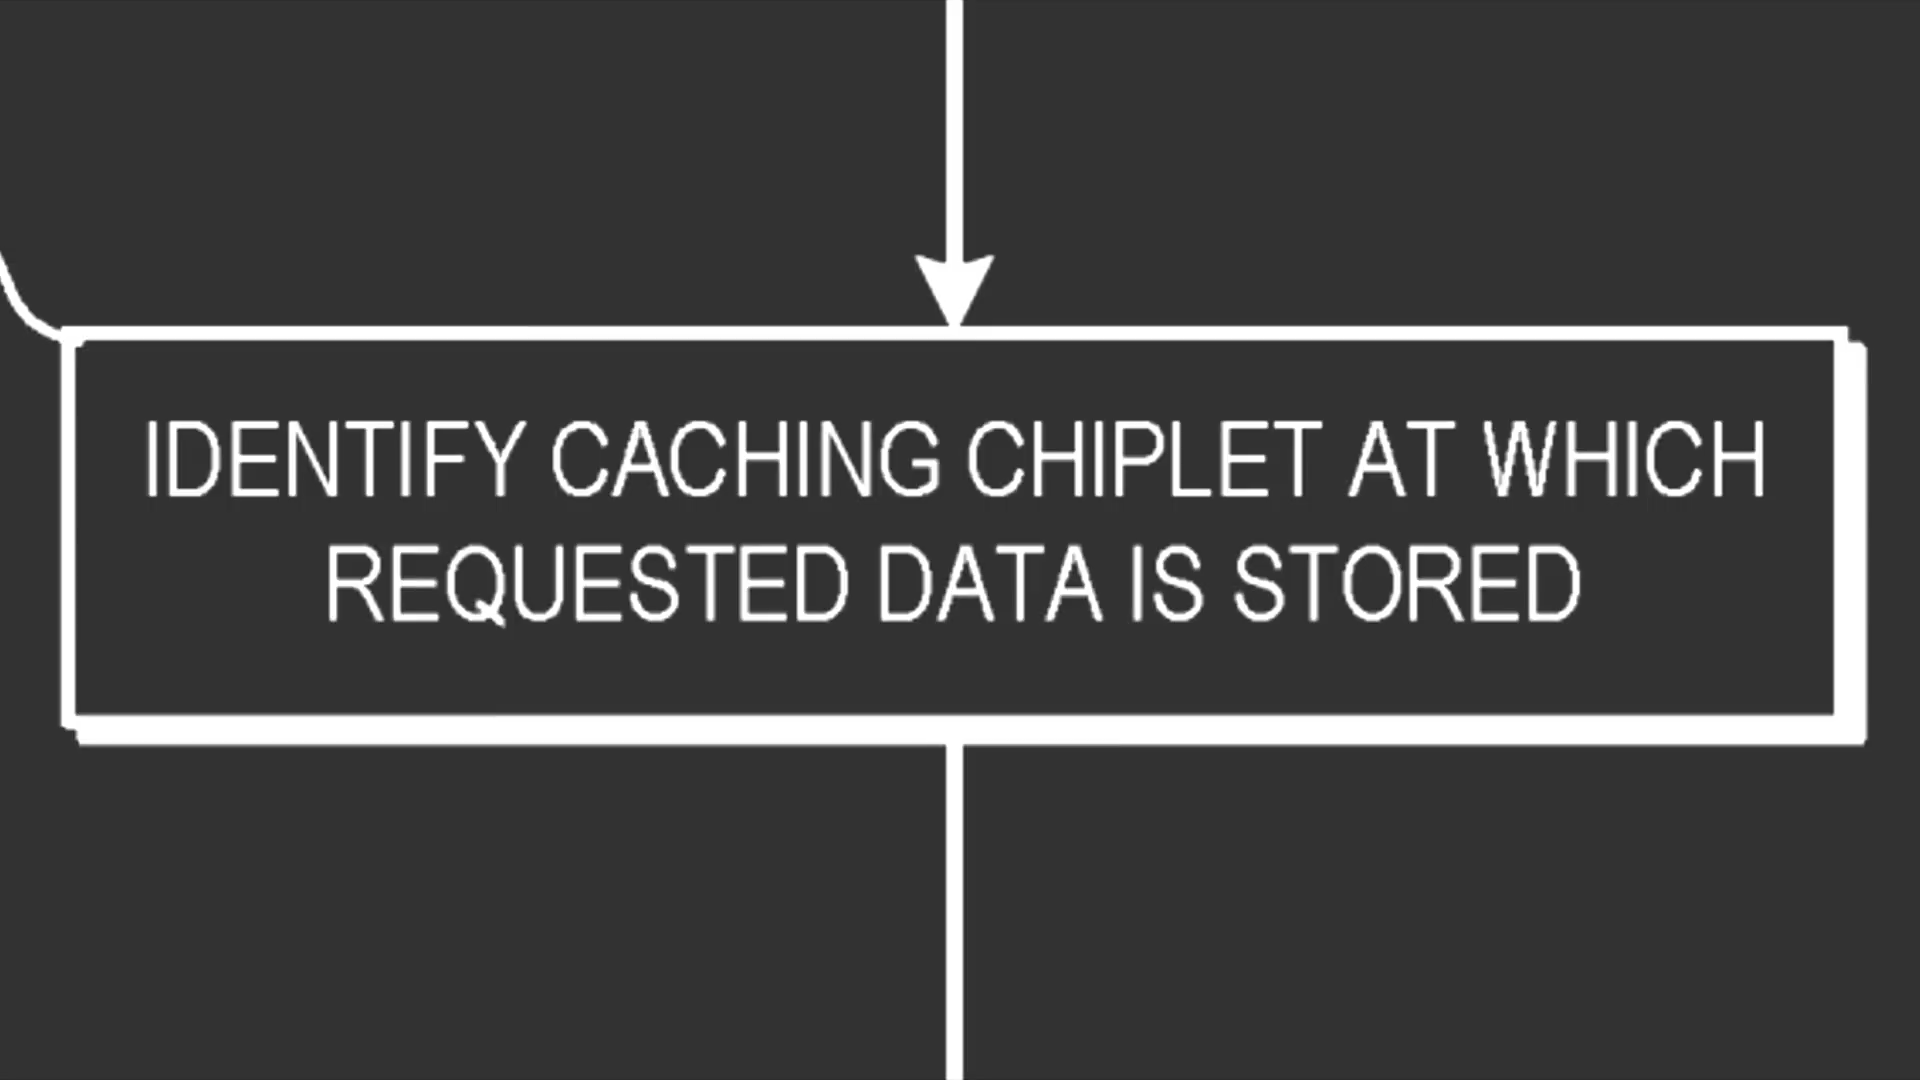 IDENTIFY CACHING CHIPLET AT WHICH
REQUESTED DATA IS STORED